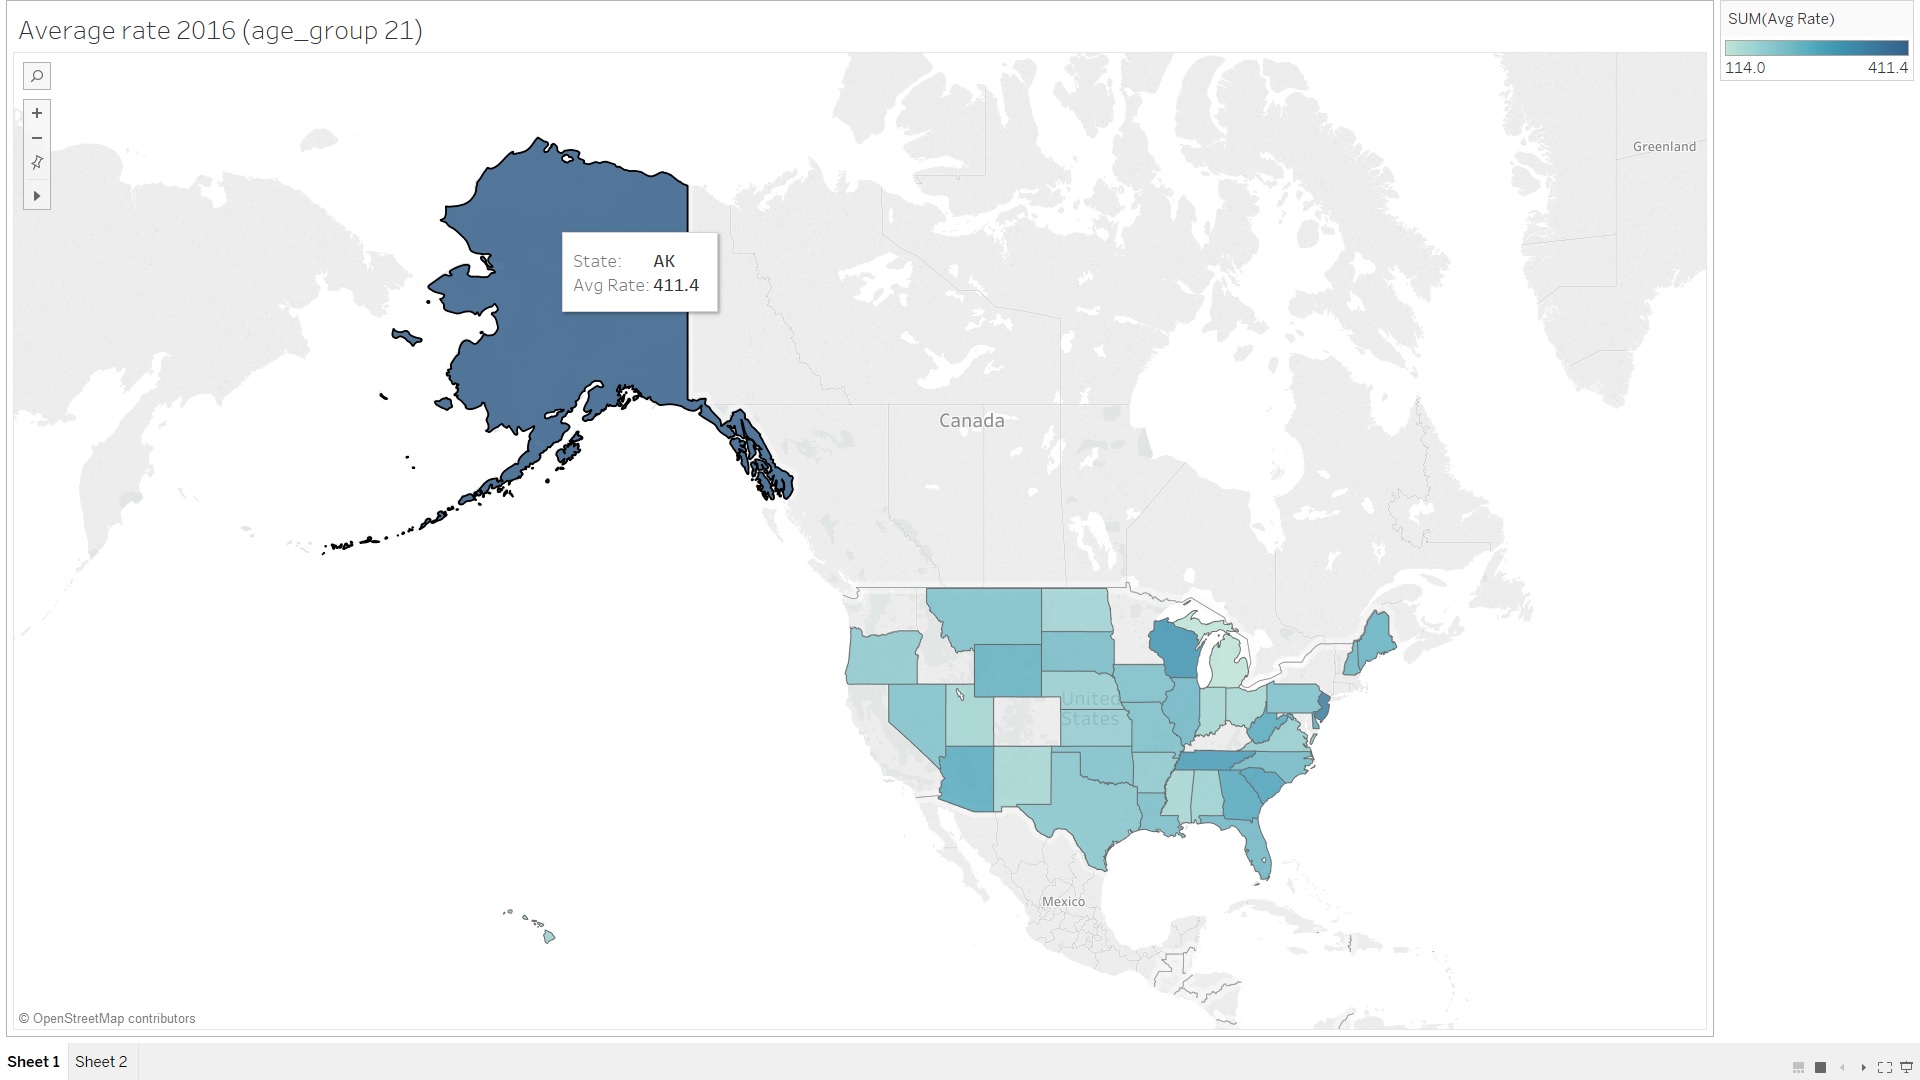 Average rate 2016 (age_group 21)
SUM(Avg Rate)
114.0 411.4
Greenland
State: AK
Avg Rate: 411.4
Canada
United
States
Mexico
© OpenStreetMap contributors
Sheet 1 Sheet 2